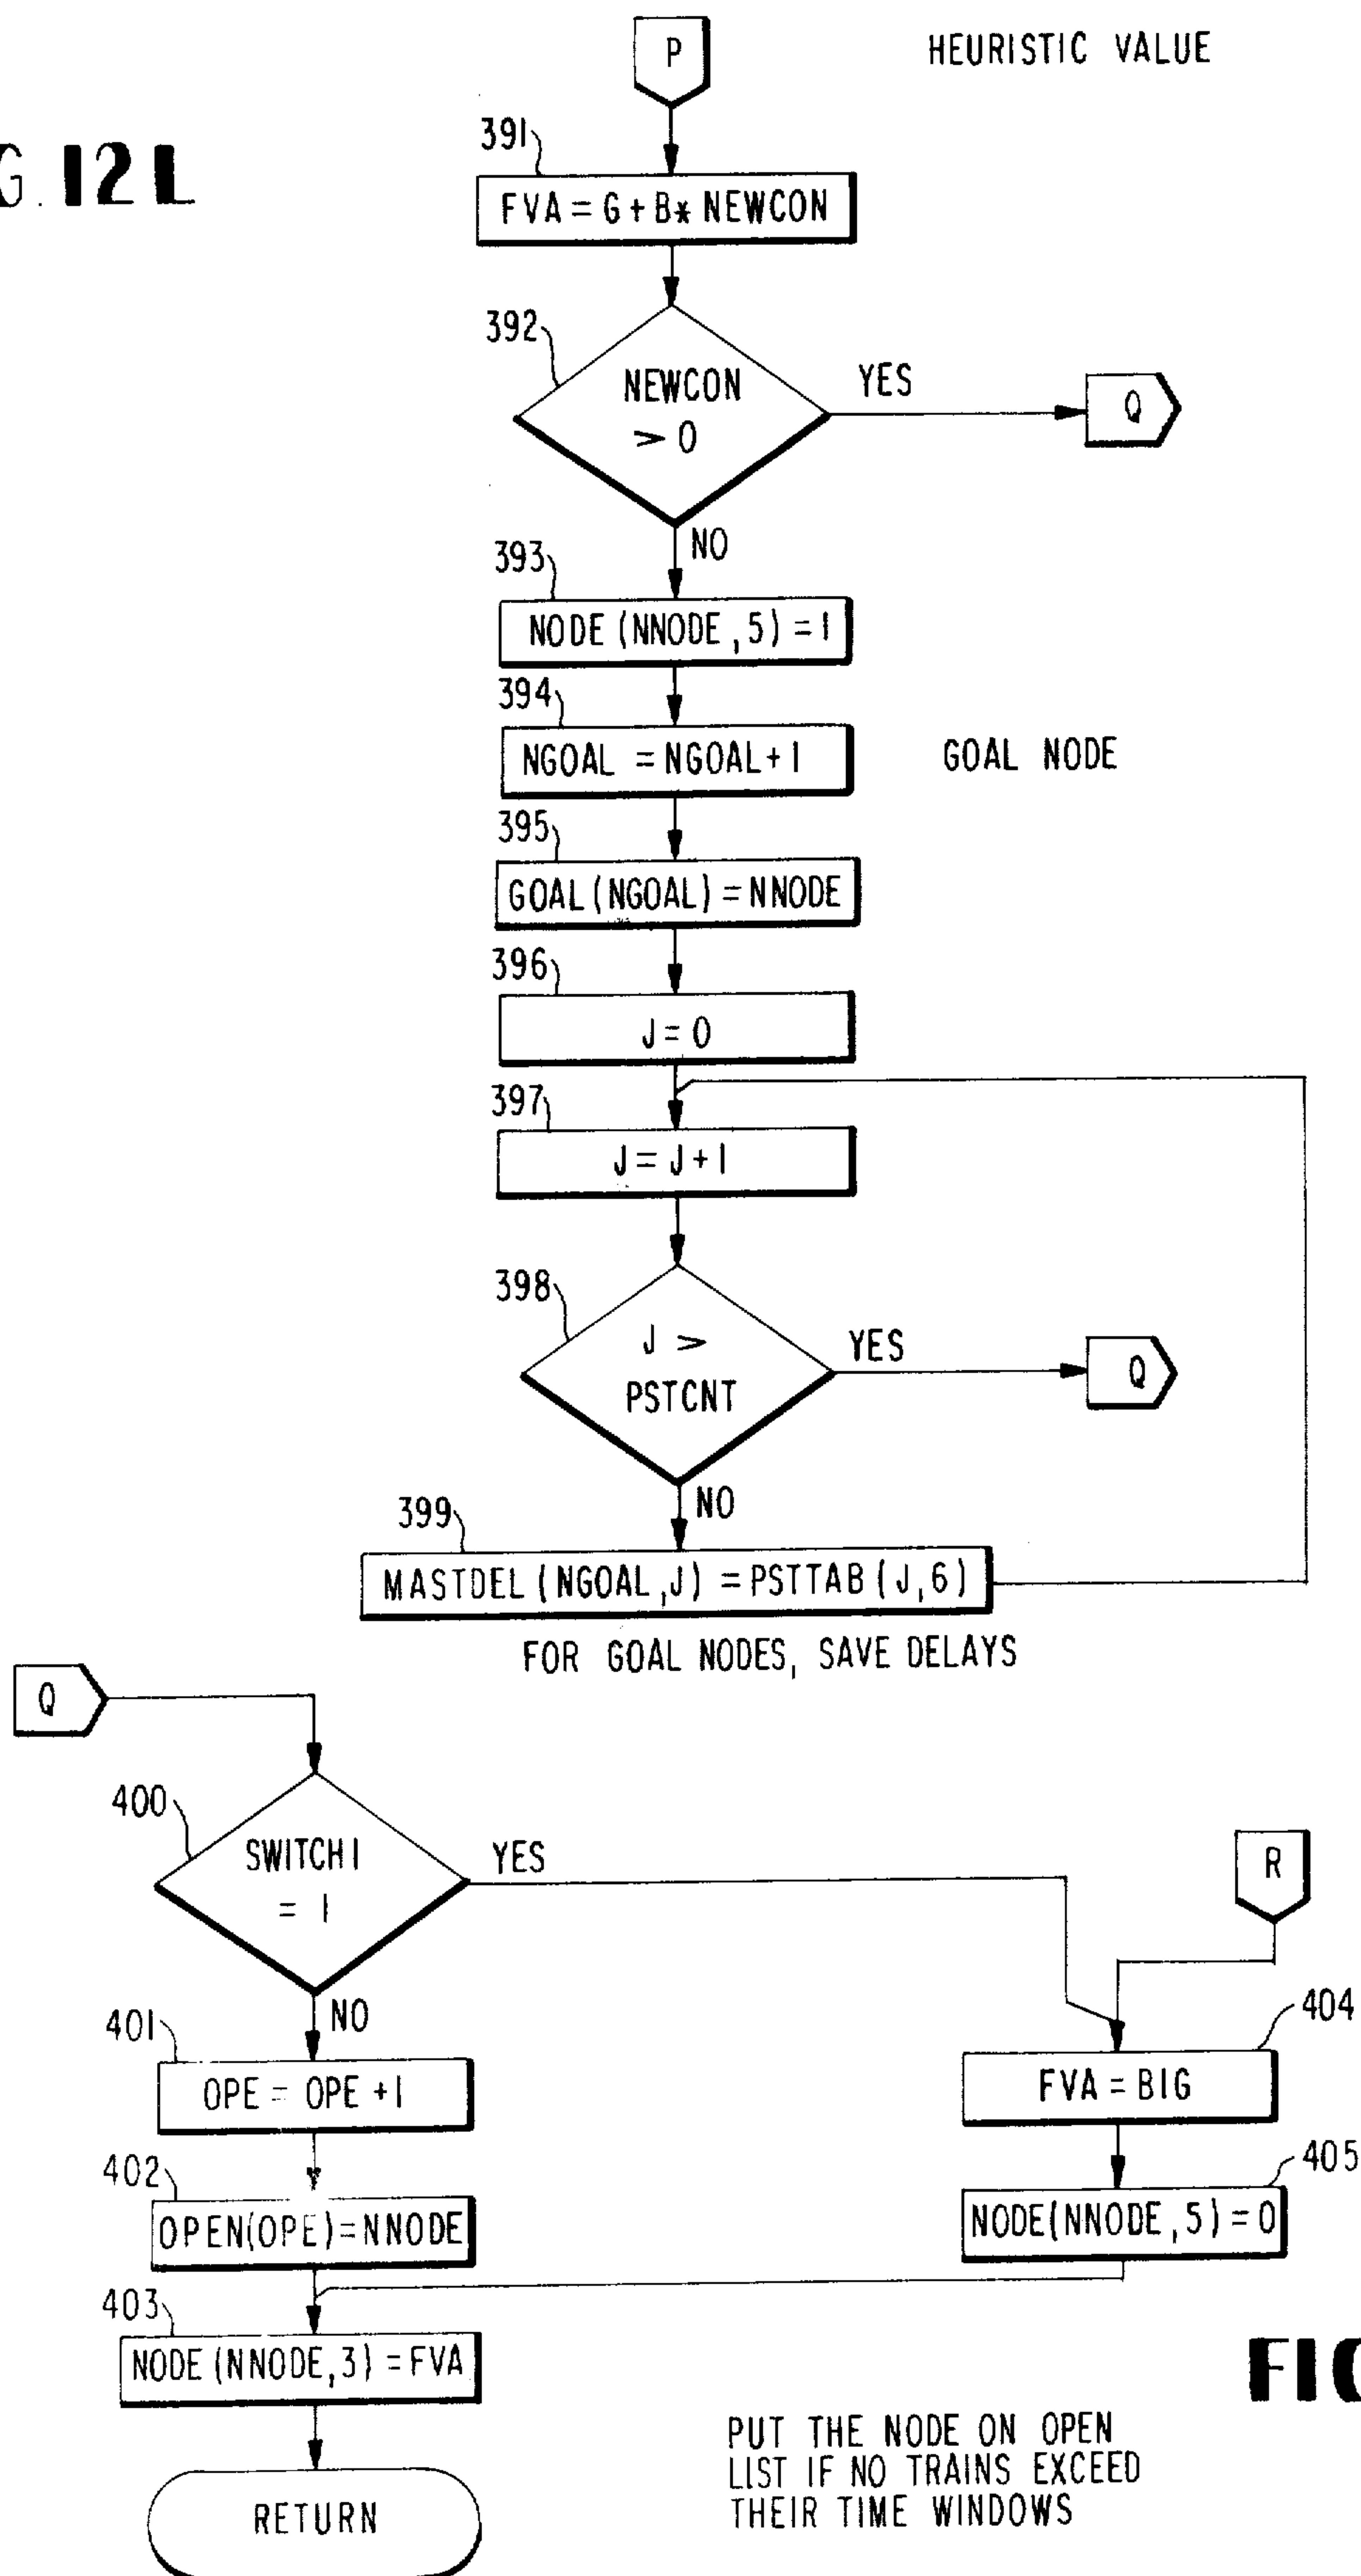 P
HEURISTIC VALUE
G. 12L
391
FVA = G + B* NEWCON
392
NEWCON
> 0
YES
Q
NO
393
NODE (NNODE, 5) = 1
394
NGOAL = NGOAL + 1
GOAL NODE
395
GOAL (NGOAL) = NNODE
396
J = 0
397
J = J + 1
398
J >
PSTCNT
YES
Q
NO
399
MASTDEL (NGOAL, J) = PSTTAB (J, 6)
FOR GOAL NODES, SAVE DELAYS
Q
400
SWITCH1
= 1
YES
R
NO
401
OPE = OPE + 1
404
FVA = BIG
402
OPEN(OPE) = NNODE
405
NODE(NNODE, 5) = 0
403
NODE (NNODE, 3) = FVA
FIG
PUT THE NODE ON OPEN
LIST IF NO TRAINS EXCEED
THEIR TIME WINDOWS
RETURN